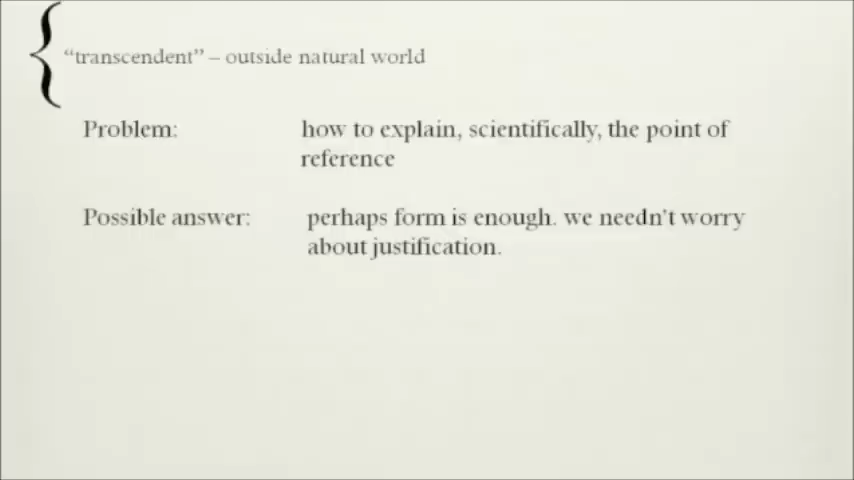 “transcendent” – outside natural world
Problem: how to explain, scientifically, the point of
reference
Possible answer: perhaps form is enough. we needn't worry
about justification.